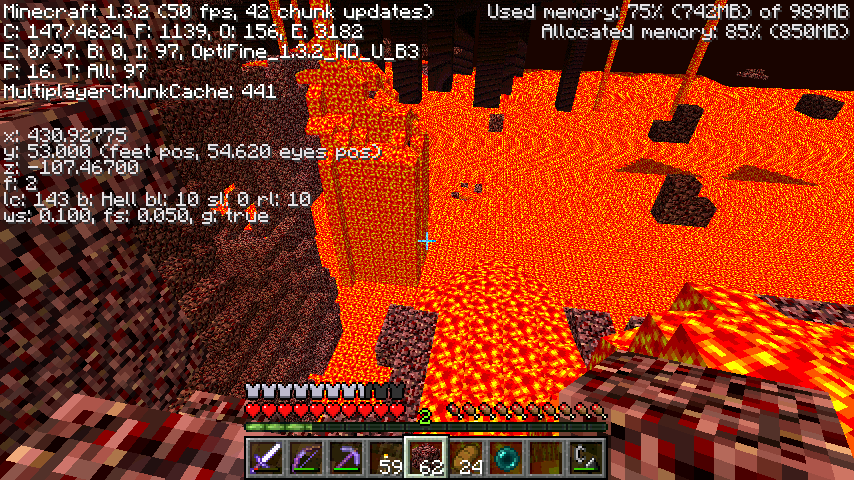 Minecraft 1.3.2 (50 fps, 42 chunk updates)
Used memory: 75% (742MB) of 989MB
C: 147/4624, F: 1139, O: 156, E: 3182
Allocated memory: 85% (850MB)
E: 0/97, B: 0, I: 97, OptiFine_1.3.2_HD_U_B3
P: 16. T: All: 97
MultiplayerChunkCache: 441
x: 430.92775
y: 53.000 (feet pos, 54.620 eyes pos)
z: -107.46700
f: 2
lc: 143 b: Hell bl: 10 sl: 0 rl: 10
ws: 0.100, fs: 0.050, g: true
2
59
62
24